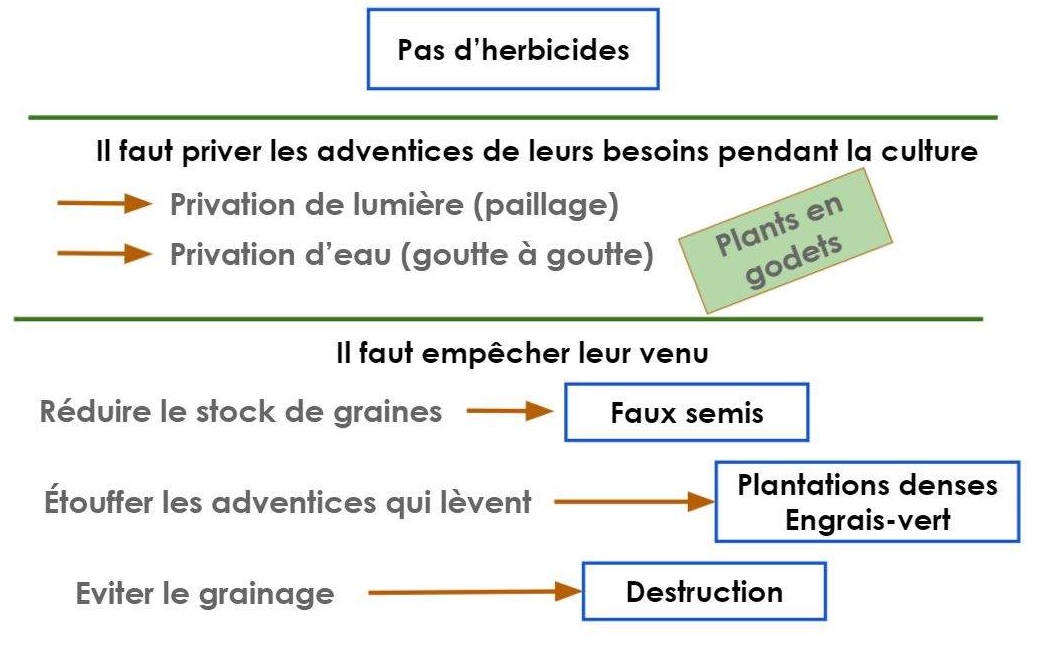 Pas d’herbicides
Il faut priver les adventices de leurs besoins pendant la culture
Privation de lumière (paillage)
Privation d’eau (goutte à goutte)
Plants en
godets
Il faut empêcher leur venu
Réduire le stock de graines
Faux semis
Étouffer les adventices qui lèvent
Plantations denses
Engrais-vert
Eviter le grainage
Destruction